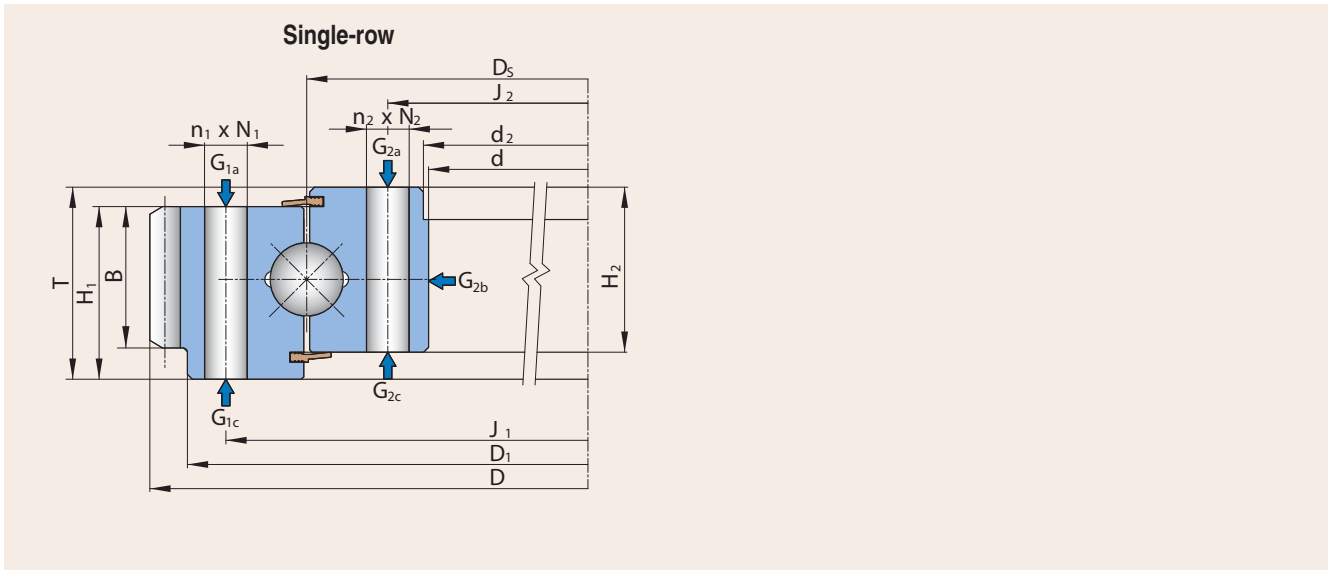 Single-row
Dₛ
J₂
n₁ x N₁
n₂ x N₂
d₂
G₁ₐ
G₂ₐ
d
T
H₁
B
G₂b
H₂
G₂c
G₁c
J₁
D₁
D